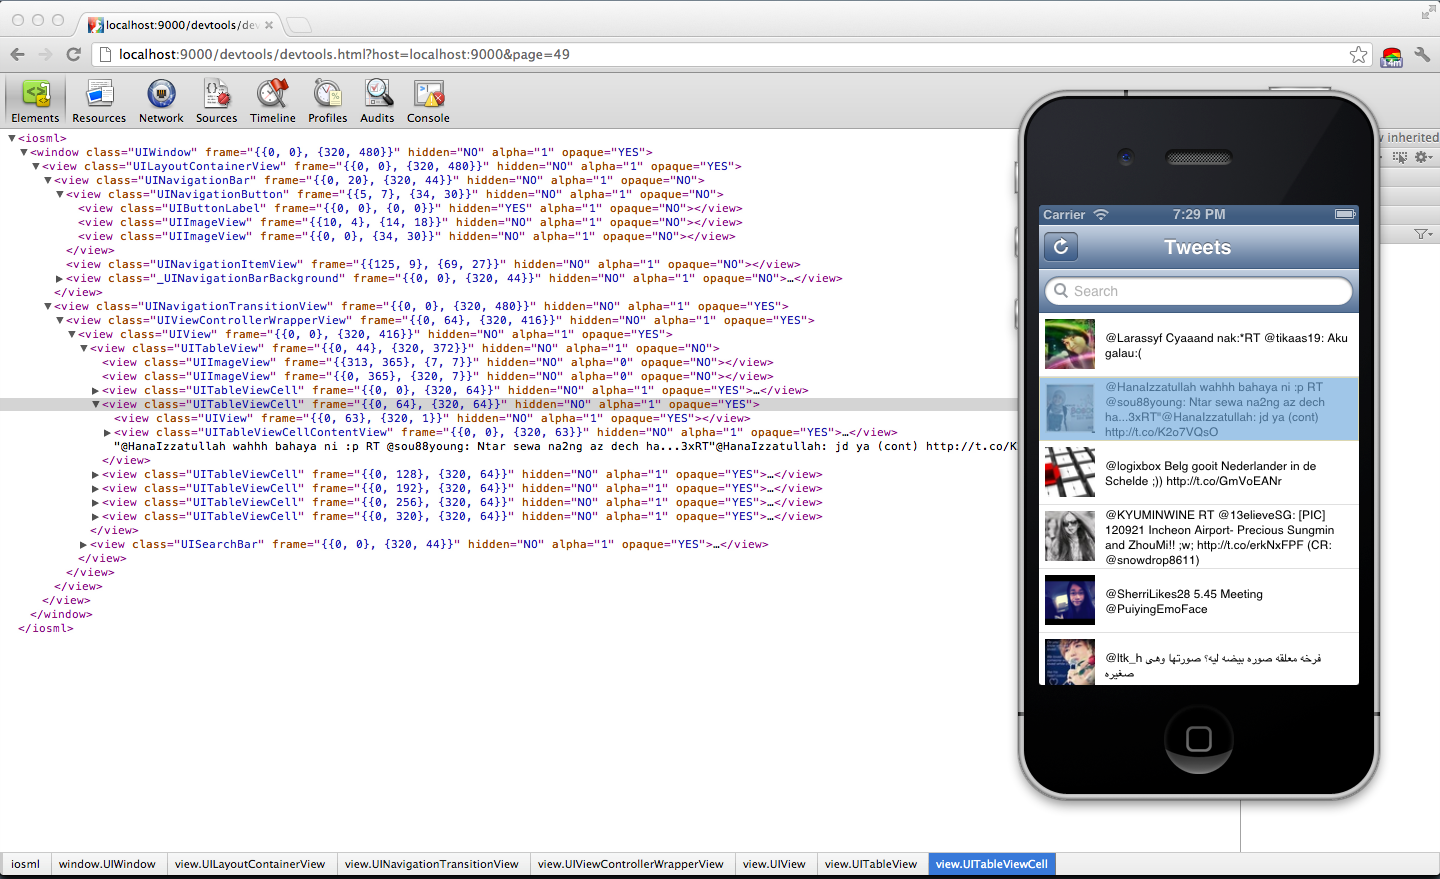 localhost:9000/devtools/dev
localhost:9000/devtools/devtools.html?host=localhost:9000&page=49
14m
Elements Resources Network Sources Timeline Profiles Audits Console
<iosml>
<window class="UIWindow" frame="{{0, 0}, {320, 480}}" hidden="NO" alpha="1" opaque="YES">
<view class="UILayoutContainerView" frame="{{0, 0}, {320, 480}}" hidden="NO" alpha="1" opaque="YES">
<view class="UINavigationBar" frame="{{0, 20}, {320, 44}}" hidden="NO" alpha="1" opaque="NO">
<view class="UINavigationButton" frame="{{5, 7}, {34, 30}}" hidden="NO" alpha="1" opaque="NO">
<view class="UIButtonLabel" frame="{{0, 0}, {0, 0}}" hidden="YES" alpha="1" opaque="NO"></view>
<view class="UIImageView" frame="{{10, 4}, {14, 18}}" hidden="NO" alpha="1" opaque="NO"></view>
<view class="UIImageView" frame="{{0, 0}, {34, 30}}" hidden="NO" alpha="1" opaque="NO"></view>
</view>
<view class="UINavigationItemView" frame="{{125, 9}, {69, 27}}" hidden="NO" alpha="1" opaque="NO"></view>
<view class="_UINavigationBarBackground" frame="{{0, 0}, {320, 44}}" hidden="NO" alpha="1" opaque="YES">…</view>
</view>
<view class="UINavigationTransitionView" frame="{{0, 0}, {320, 480}}" hidden="NO" alpha="1" opaque="YES">
<view class="UIViewControllerWrapperView" frame="{{0, 64}, {320, 416}}" hidden="NO" alpha="1" opaque="YES">
<view class="UIView" frame="{{0, 0}, {320, 416}}" hidden="NO" alpha="1" opaque="YES">
<view class="UITableView" frame="{{0, 44}, {320, 372}}" hidden="NO" alpha="1" opaque="NO">
<view class="UIImageView" frame="{{313, 365}, {7, 7}}" hidden="NO" alpha="0" opaque="NO"></view>
<view class="UIImageView" frame="{{0, 365}, {320, 7}}" hidden="NO" alpha="0" opaque="NO"></view>
<view class="UITableViewCell" frame="{{0, 0}, {320, 64}}" hidden="NO" alpha="1" opaque="YES">…</view>
<view class="UITableViewCell" frame="{{0, 64}, {320, 64}}" hidden="NO" alpha="1" opaque="YES">
<view class="UIView" frame="{{0, 63}, {320, 1}}" hidden="NO" alpha="1" opaque="YES"></view>
<view class="UITableViewCellContentView" frame="{{0, 0}, {320, 63}}" hidden="NO" alpha="1" opaque="YES">…</view>
"@HanaIzzatullah wahhh bahaya ni :p RT @sou88young: Ntar sewa na2ng az dech ha...3xRT"@HanaIzzatullah: jd ya (cont) http://t.co/K
</view>
<view class="UITableViewCell" frame="{{0, 128}, {320, 64}}" hidden="NO" alpha="1" opaque="YES">…</view>
<view class="UITableViewCell" frame="{{0, 192}, {320, 64}}" hidden="NO" alpha="1" opaque="YES">…</view>
<view class="UITableViewCell" frame="{{0, 256}, {320, 64}}" hidden="NO" alpha="1" opaque="YES">…</view>
<view class="UITableViewCell" frame="{{0, 320}, {320, 64}}" hidden="NO" alpha="1" opaque="YES">…</view>
</view>
<view class="UISearchBar" frame="{{0, 0}, {320, 44}}" hidden="NO" alpha="1" opaque="YES">…</view>
</view>
</view>
</view>
</view>
</window>
</iosml>
w inherited
Carrier 7:29 PM
Tweets
Search
@Larassyf Cyaaand nak:*RT @tikaas19: Aku
galau:(
@HanaIzzatullah wahhh bahaya ni :p RT
@sou88young: Ntar sewa na2ng az dech
ha...3xRT"@HanaIzzatullah: jd ya (cont)
http://t.co/K2o7VQsO
@logixbox Belg gooit Nederlander in de
Schelde ;)) http://t.co/GmVoEANr
@KYUMINWINE RT @13elieveSG: [PIC]
120921 Incheon Airport- Precious Sungmin
and ZhouMi!! ;w; http://t.co/erkNxFPF (CR:
@snowdrop8611)
@SherriLikes28 5.45 Meeting
@PuiyingEmoFace
@ltk_h فرخه معلقه صوره بيضه ليه؟ صورتها وهى
صغيره
iosml window.UIWindow view.UILayoutContainerView view.UINavigationTransitionView view.UIViewControllerWrapperView view.UIView view.UITableView view.UITableViewCell